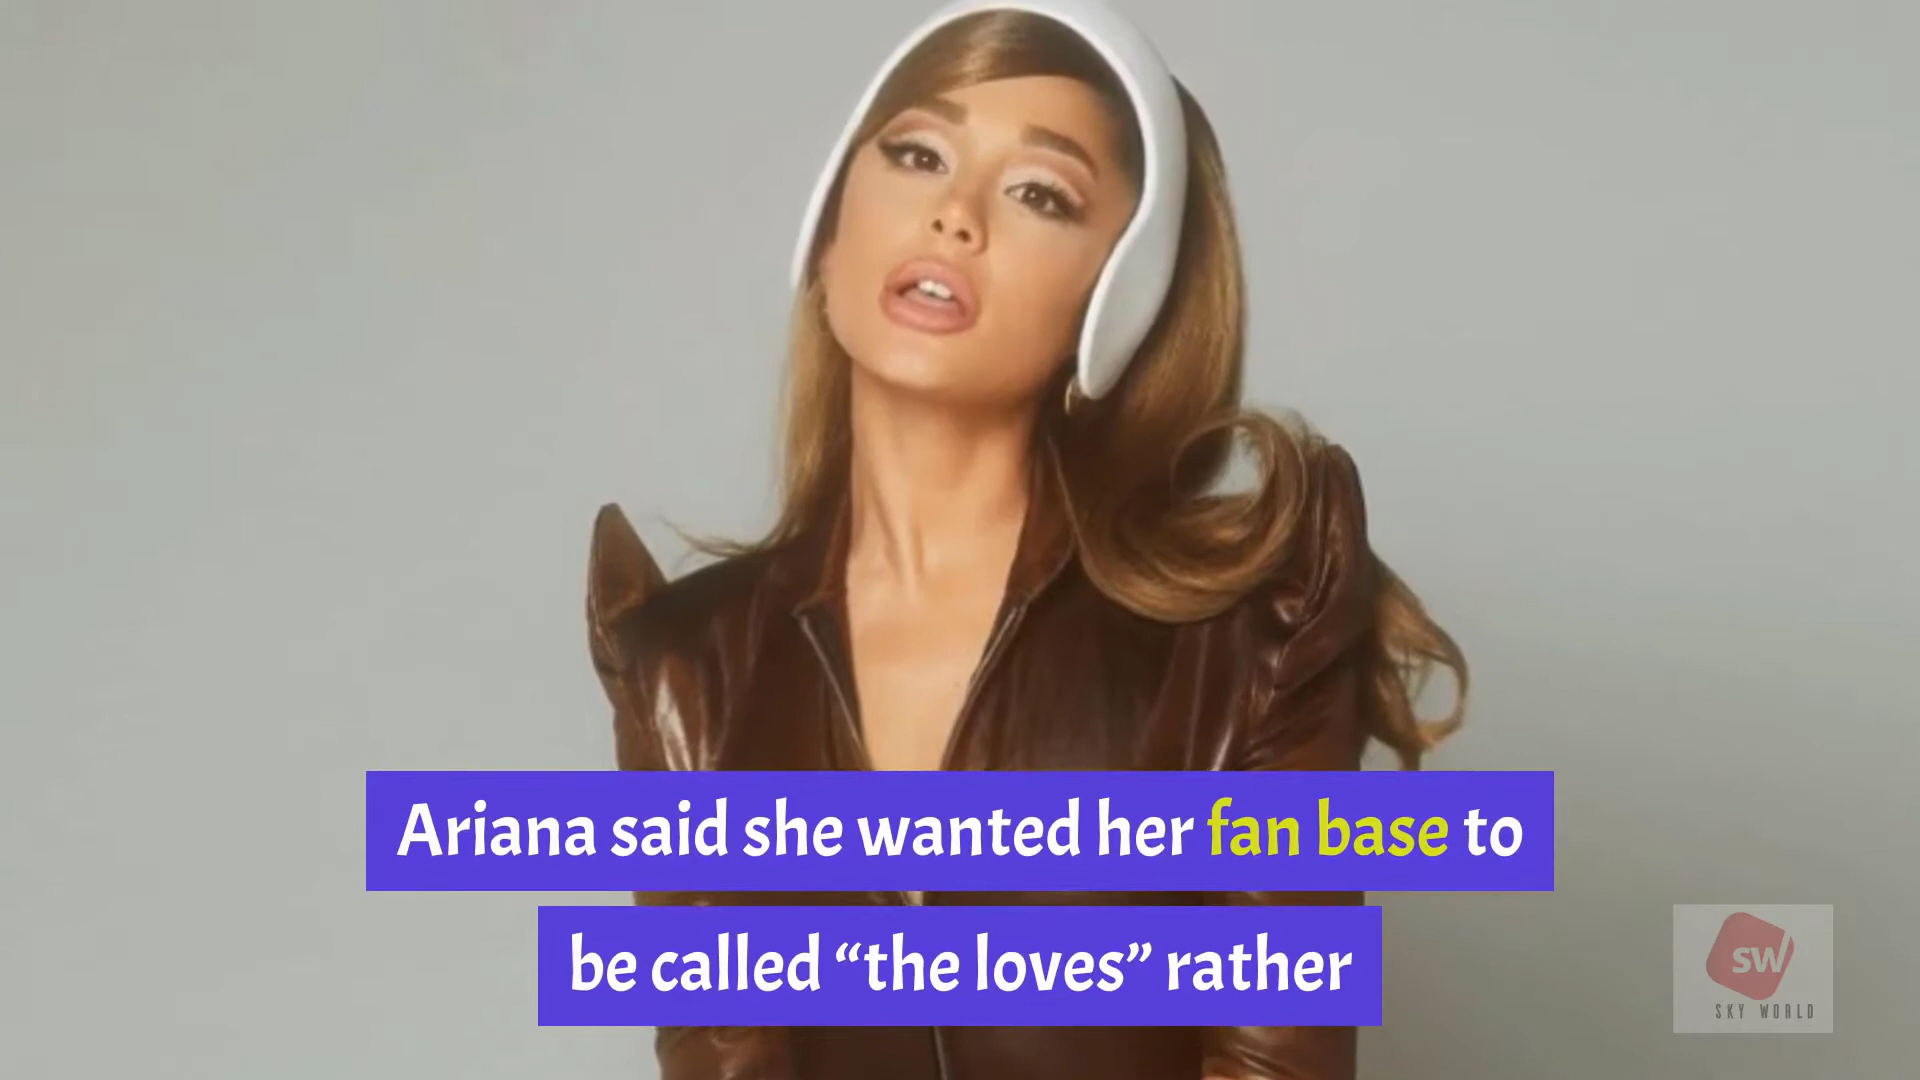 Ariana said she wanted her fan base to
be called “the loves” rather
SW
SKY WORLD